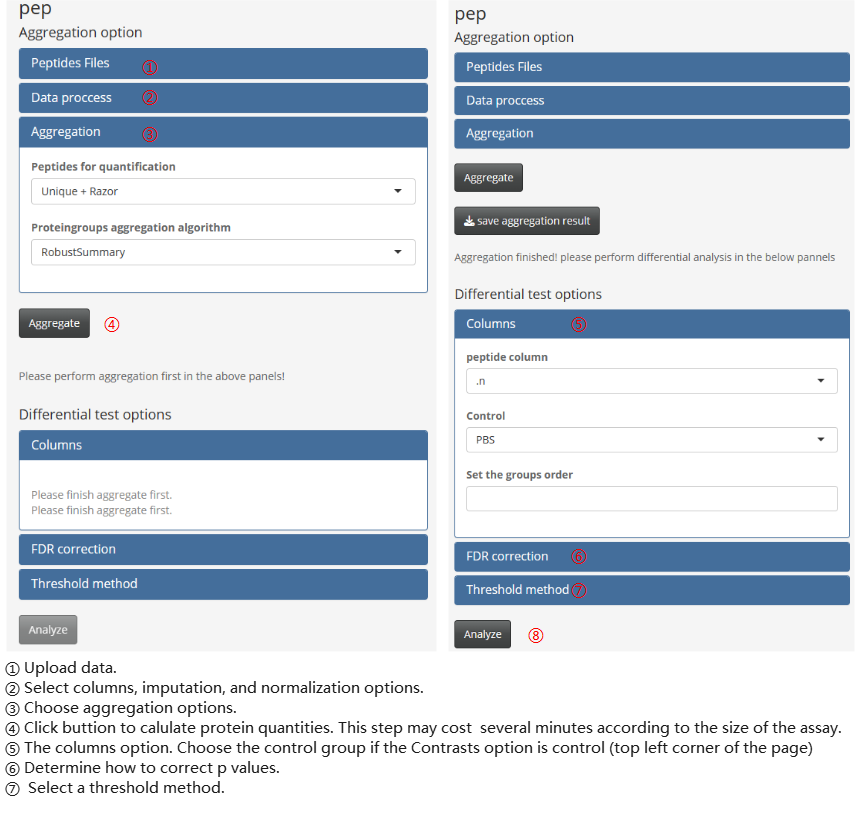 pep
Aggregation option
Peptides Files ①
Data proccess ②
Aggregation ③
Peptides for quantification
Unique + Razor
Proteingroups aggregation algorithm
RobustSummary
Aggregate ④
Please perform aggregation first in the above panels!
Differential test options
Columns
Please finish aggregate first.
Please finish aggregate first.
FDR correction
Threshold method
Analyze
pep
Aggregation option
Peptides Files
Data proccess
Aggregation
Aggregate
save aggregation result
Aggregation finished! please perform differential analysis in the below pannels
Differential test options
Columns ⑤
peptide column
.n
Control
PBS
Set the groups order
FDR correction ⑥
Threshold method ⑦
Analyze ⑧
① Upload data.
② Select columns, imputation, and normalization options.
③ Choose aggregation options.
④ Click buttion to calulate protein quantities. This step may cost several minutes according to the size of the assay.
⑤ The columns option. Choose the control group if the Contrasts option is control (top left corner of the page)
⑥ Determine how to correct p values.
⑦ Select a threshold method.